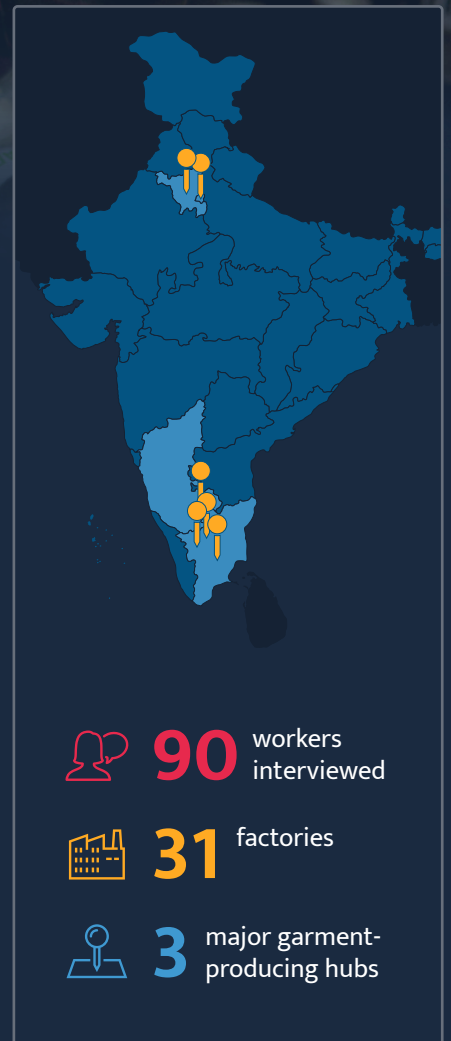 90 workers
interviewed
31 factories
3 major garment-
producing hubs